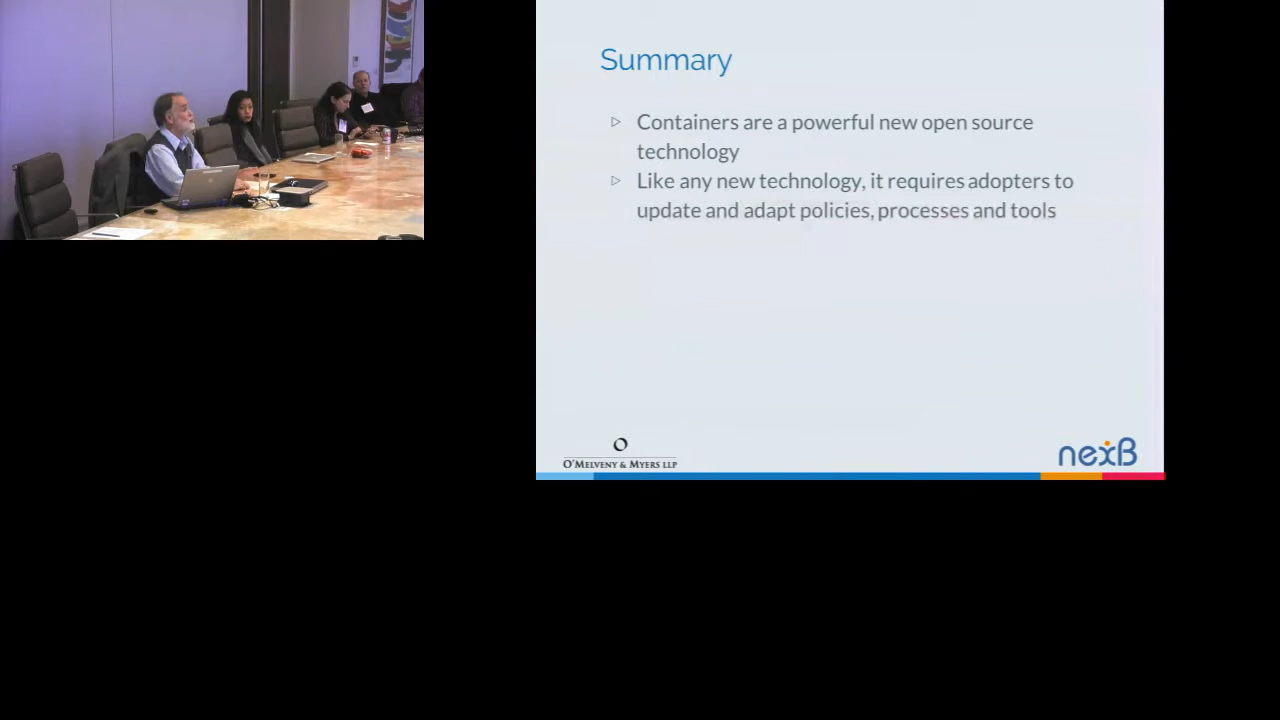 Summary
▹ Containers are a powerful new open source
technology
▹ Like any new technology, it requires adopters to
update and adapt policies, processes and tools
O'MELVENY & MYERS LLP
nexB